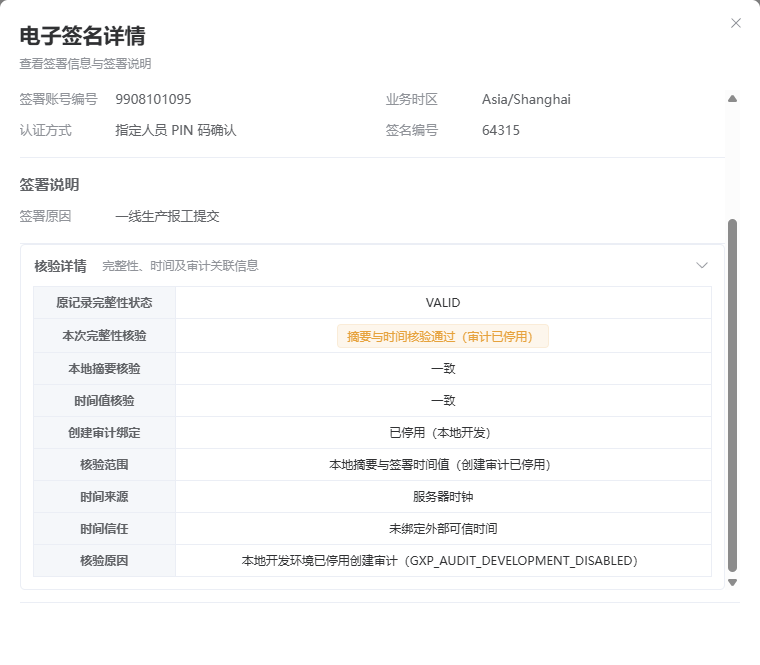 电子签名详情
查看签署信息与签署说明
签署账号编号 9908101095 业务时区 Asia/Shanghai
认证方式 指定人员 PIN 码确认 签名编号 64315
签署说明
签署原因 一线生产报工提交
核验详情 完整性、时间及审计关联信息
原记录完整性状态 VALID
本次完整性核验 摘要与时间核验通过（审计已停用）
本地摘要核验 一致
时间值核验 一致
创建审计绑定 已停用（本地开发）
核验范围 本地摘要与签署时间值（创建审计已停用）
时间来源 服务器时钟
时间信任 未绑定外部可信时间
核验原因 本地开发环境已停用创建审计（GXP_AUDIT_DEVELOPMENT_DISABLED）